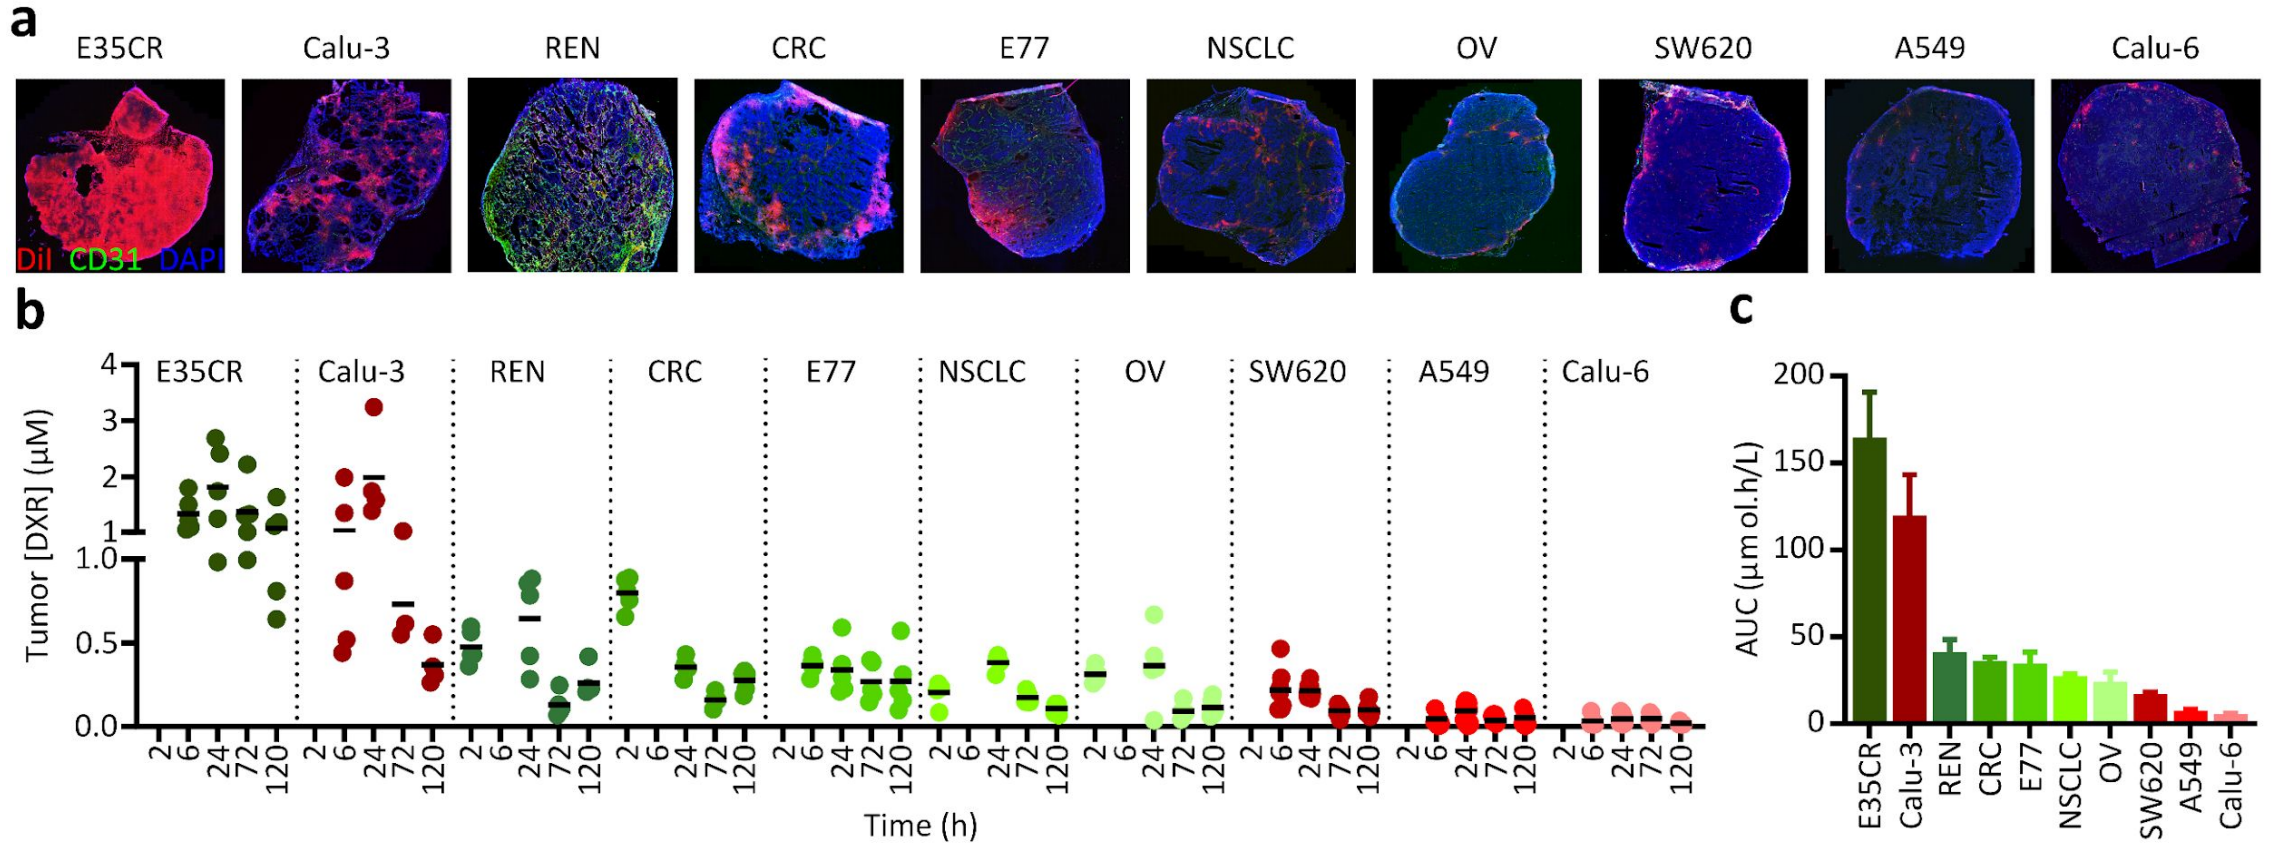 a
E35CR Calu-3 REN CRC E77 NSCLC OV SW620 A549 Calu-6
DiI CD31 DAPI
b
E35CR Calu-3 REN CRC E77 NSCLC OV SW620 A549 Calu-6
Tumor [DXR] (µM)
4
3
2
1
1.0
0.5
0.0
2 6 24 72 120 2 6 24 72 120 2 6 24 72 120 2 6 24 72 120 2 6 24 72 120 2 6 24 72 120 2 6 24 72 120 2 6 24 72 120 2 6 24 72 120 2 6 24 72 120
Time (h)
c
AUC (µm ol.h/L)
200
150
100
50
0
E35CR Calu-3 REN CRC E77 NSCLC OV SW620 A549 Calu-6